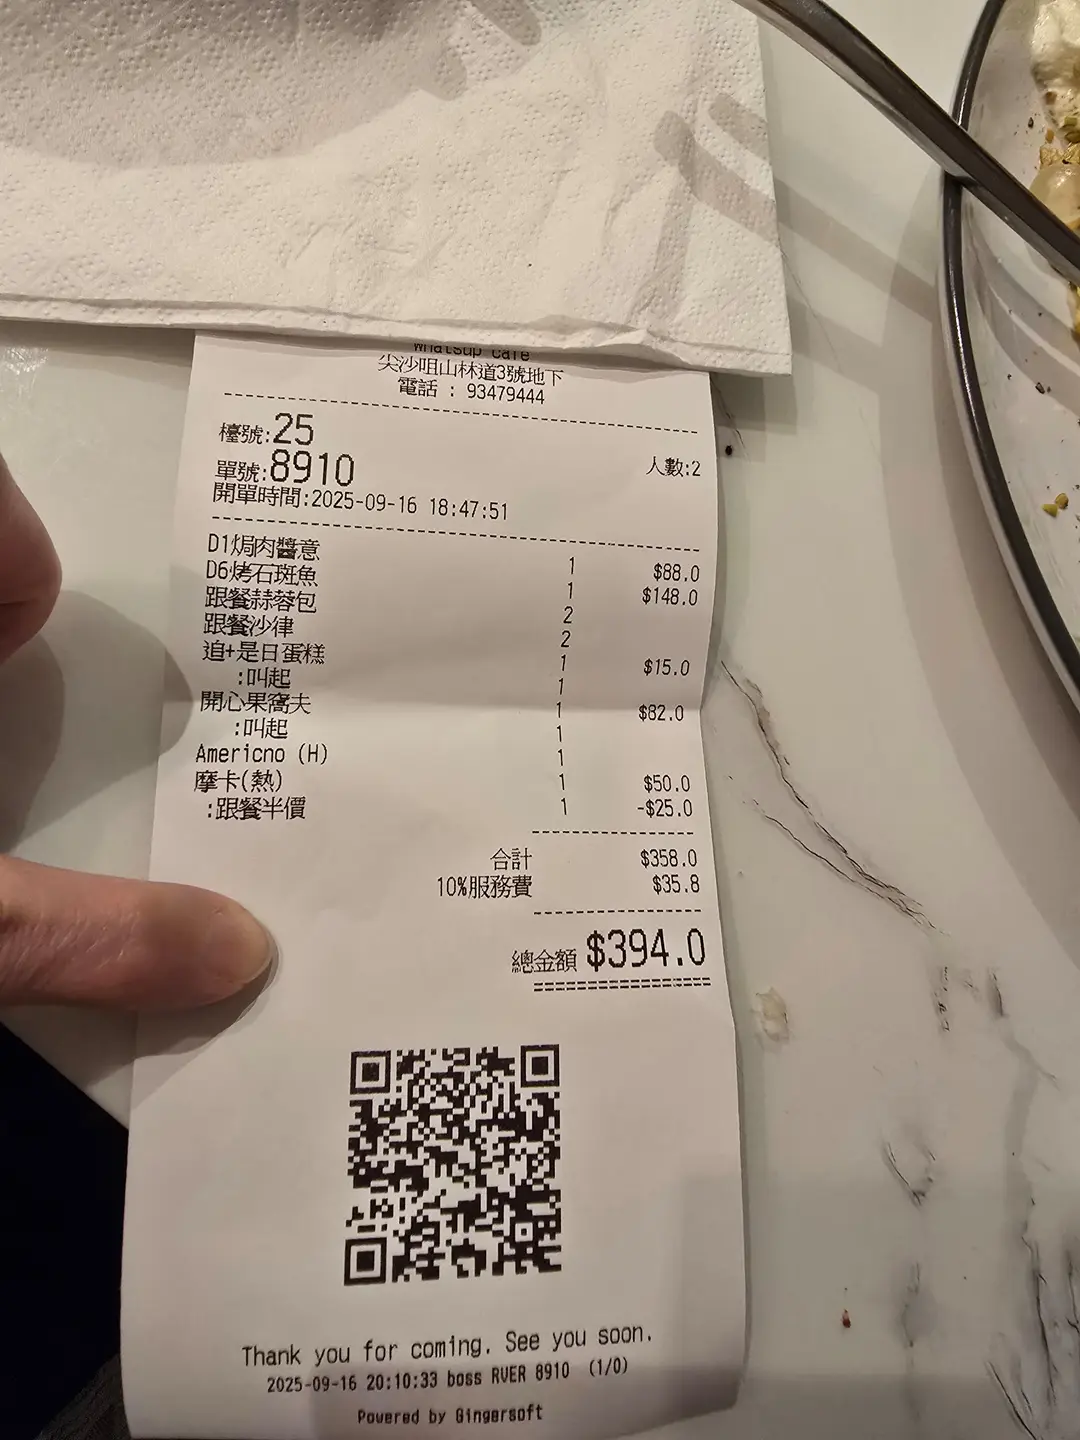 Whatsup cafe
尖沙咀山林道3號地下
電話 : 93479444
檯號:25
單號:8910 人數:2
開單時間:2025-09-16 18:47:51
D1焗肉醬意 1 $88.0
D6烤石斑魚 1 $148.0
跟餐蒜蓉包 2
跟餐沙律 2
追+是日蛋糕 1 $15.0
:叫起 1
開心果窩夫 1 $82.0
:叫起 1
Americno (H) 1
摩卡(熱) 1 $50.0
:跟餐半價 1 -$25.0
合計 $358.0
10%服務費 $35.8
總金額 $394.0
Thank you for coming. See you soon.
2025-09-16 20:10:33 boss RVER 8910 (1/0)
Powered by Gingersoft